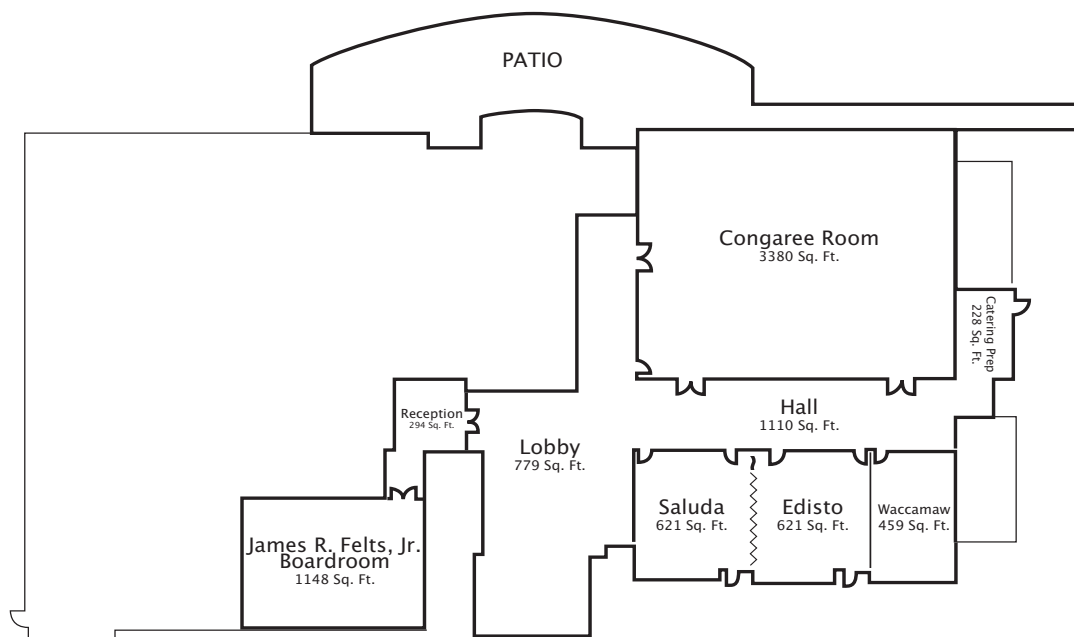 PATIO
Congaree Room
3380 Sq. Ft.
Catering Prep
228 Sq. Ft.
Reception
294 Sq. Ft.
Hall
1110 Sq. Ft.
Lobby
779 Sq. Ft.
Saluda
621 Sq. Ft.
Edisto
621 Sq. Ft.
Waccamaw
459 Sq. Ft.
James R. Felts, Jr.
Boardroom
1148 Sq. Ft.